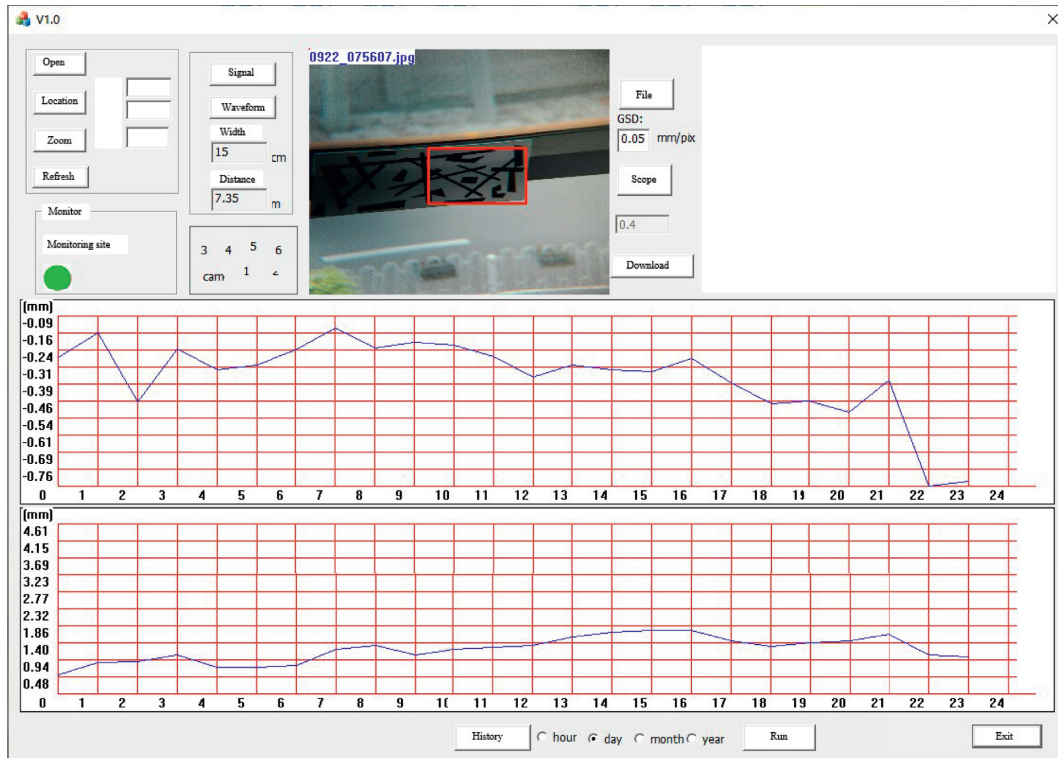 V1.0
Open
Location
Zoom
Refresh
Monitor
Monitoring site
Signal
Waveform
Width
15 cm
Distance
7.35 m
3 4 5 6
cam 1
0922_075607.jpg
File
GSD:
0.05 mm/pix
Scope
0.4
Download
(mm)
-0.09
-0.16
-0.24
-0.31
-0.39
-0.46
-0.54
-0.61
-0.69
-0.76
0 1 2 3 4 5 6 7 8 9 10 11 12 13 14 15 16 17 18 19 20 21 22 23 24
(mm)
4.61
4.15
3.69
3.23
2.77
2.32
1.86
1.40
0.94
0.48
0 1 2 3 4 5 6 7 8 9 10 11 12 13 14 15 16 17 18 19 20 21 22 23 24
History hour day month year Run Exit